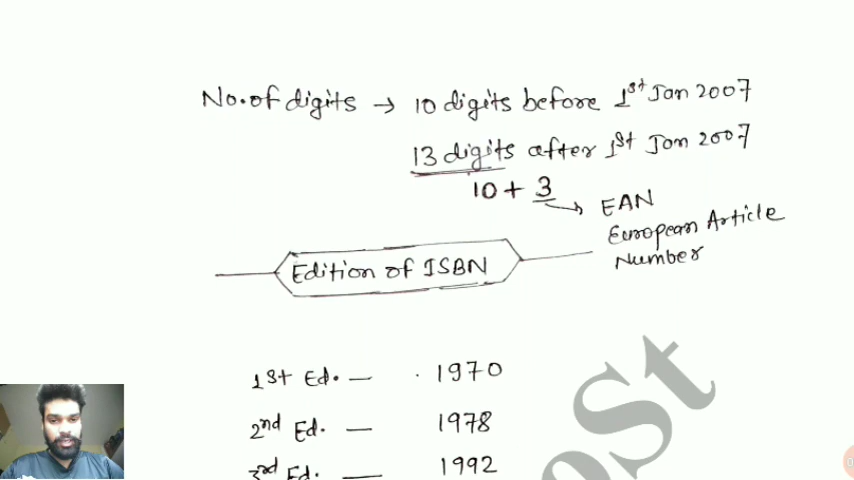 No. of digits → 10 digits before 1st Jan 2007
13 digits after 1st Jan 2007
10 + 3
EAN
European Article
Number
Edition of ISBN
1st Ed. — 1970
2nd Ed. — 1978
3rd Ed. — 1992